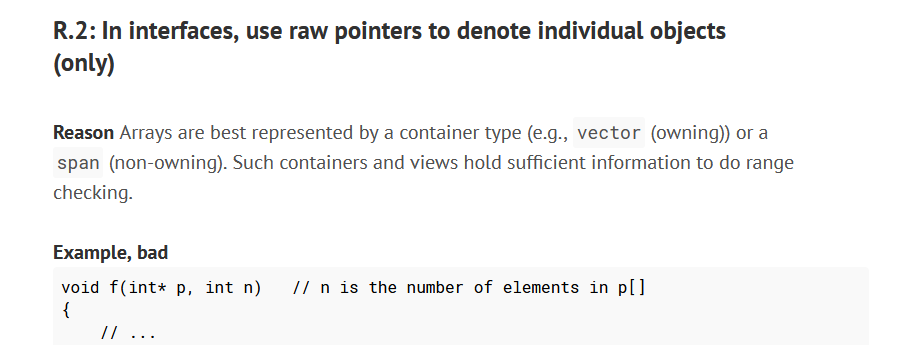 R.2: In interfaces, use raw pointers to denote individual objects
(only)
Reason Arrays are best represented by a container type (e.g., vector (owning)) or a
span (non-owning). Such containers and views hold sufficient information to do range
checking.
Example, bad
void f(int* p, int n)   // n is the number of elements in p[]
{
    // ...